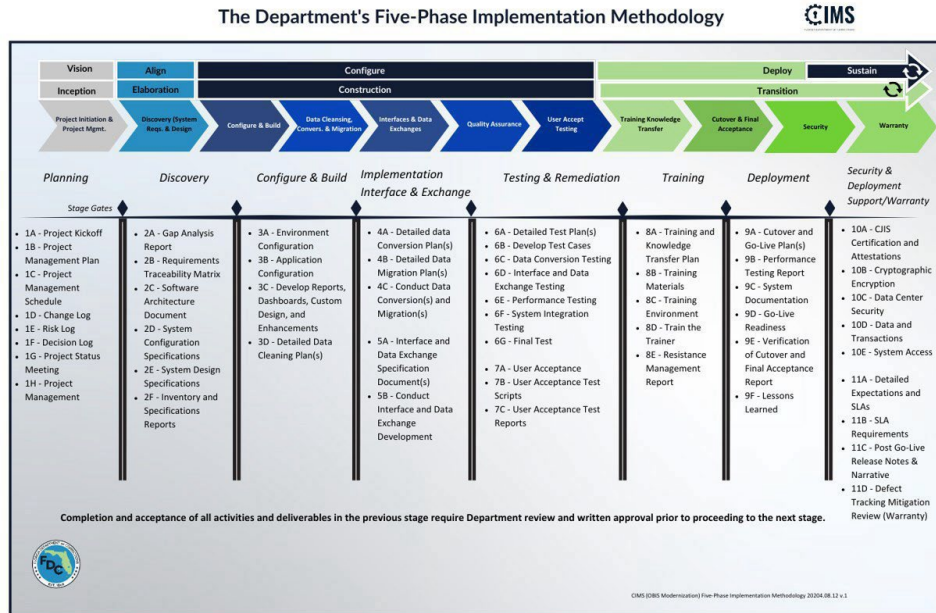 The Department's Five-Phase Implementation Methodology
CIMS
Vision
Align
Configure
Deploy
Sustain
Inception
Elaboration
Construction
Transition
Project Initiation &
Project Mgmt.
Discovery (System
Reqs. & Design
Configure & Build
Data Cleansing,
Convers. & Migration
Interfaces & Data
Exchanges
Quality Assurance
User Accept
Testing
Training Knowledge
Transfer
Cutover & Final
Acceptance
Security
Warranty
Planning
Discovery
Configure & Build
Implementation
Interface & Exchange
Testing & Remediation
Training
Deployment
Security &
Deployment
Support/Warranty
Stage Gates
• 1A - Project Kickoff
• 1B - Project
Management Plan
• 1C - Project
Management
Schedule
• 1D - Change Log
• 1E - Risk Log
• 1F - Decision Log
• 1G - Project Status
Meeting
• 1H - Project
Management
• 2A - Gap Analysis
Report
• 2B - Requirements
Traceability Matrix
• 2C - Software
Architecture
Document
• 2D - System
Configuration
Specifications
• 2E - System Design
Specifications
• 2F - Inventory and
Specifications
Reports
• 3A - Environment
Configuration
• 3B - Application
Configuration
• 3C - Develop Reports,
Dashboards, Custom
Design, and
Enhancements
• 3D - Detailed Data
Cleaning Plan(s)
• 4A - Detailed data
Conversion Plan(s)
• 4B - Detailed Data
Migration Plan(s)
• 4C - Conduct Data
Conversion(s) and
Migration(s)
• 5A - Interface and
Data Exchange
Specification
Document(s)
• 5B - Conduct
Interface and Data
Exchange
Development
• 6A - Detailed Test Plan(s)
• 6B - Develop Test Cases
• 6C - Data Conversion Testing
• 6D - Interface and Data
Exchange Testing
• 6E - Performance Testing
• 6F - System Integration
Testing
• 6G - Final Test
• 7A - User Acceptance
• 7B - User Acceptance Test
Scripts
• 7C - User Acceptance Test
Reports
• 8A - Training and
Knowledge
Transfer Plan
• 8B - Training
Materials
• 8C - Training
Environment
• 8D - Train the
Trainer
• 8E - Resistance
Management
Report
• 9A - Cutover and
Go-Live Plan(s)
• 9B - Performance
Testing Report
• 9C - System
Documentation
• 9D - Go-Live
Readiness
• 9E - Verification
of Cutover and
Final Acceptance
Report
• 9F - Lessons
Learned
• 10A - CJIS
Certification and
Attestations
• 10B - Cryptographic
Encryption
• 10C - Data Center
Security
• 10D - Data and
Transactions
• 10E - System Access
• 11A - Detailed
Expectations and
SLAs
• 11B - SLA
Requirements
• 11C - Post Go-Live
Release Notes &
Narrative
• 11D - Defect
Tracking Mitigation
Review (Warranty)
Completion and acceptance of all activities and deliverables in the previous stage require Department review and written approval prior to proceeding to the next stage.
FDC
CIMS (OBIS Modernization) Five-Phase Implementation Methodology 20204.08.12 v.1